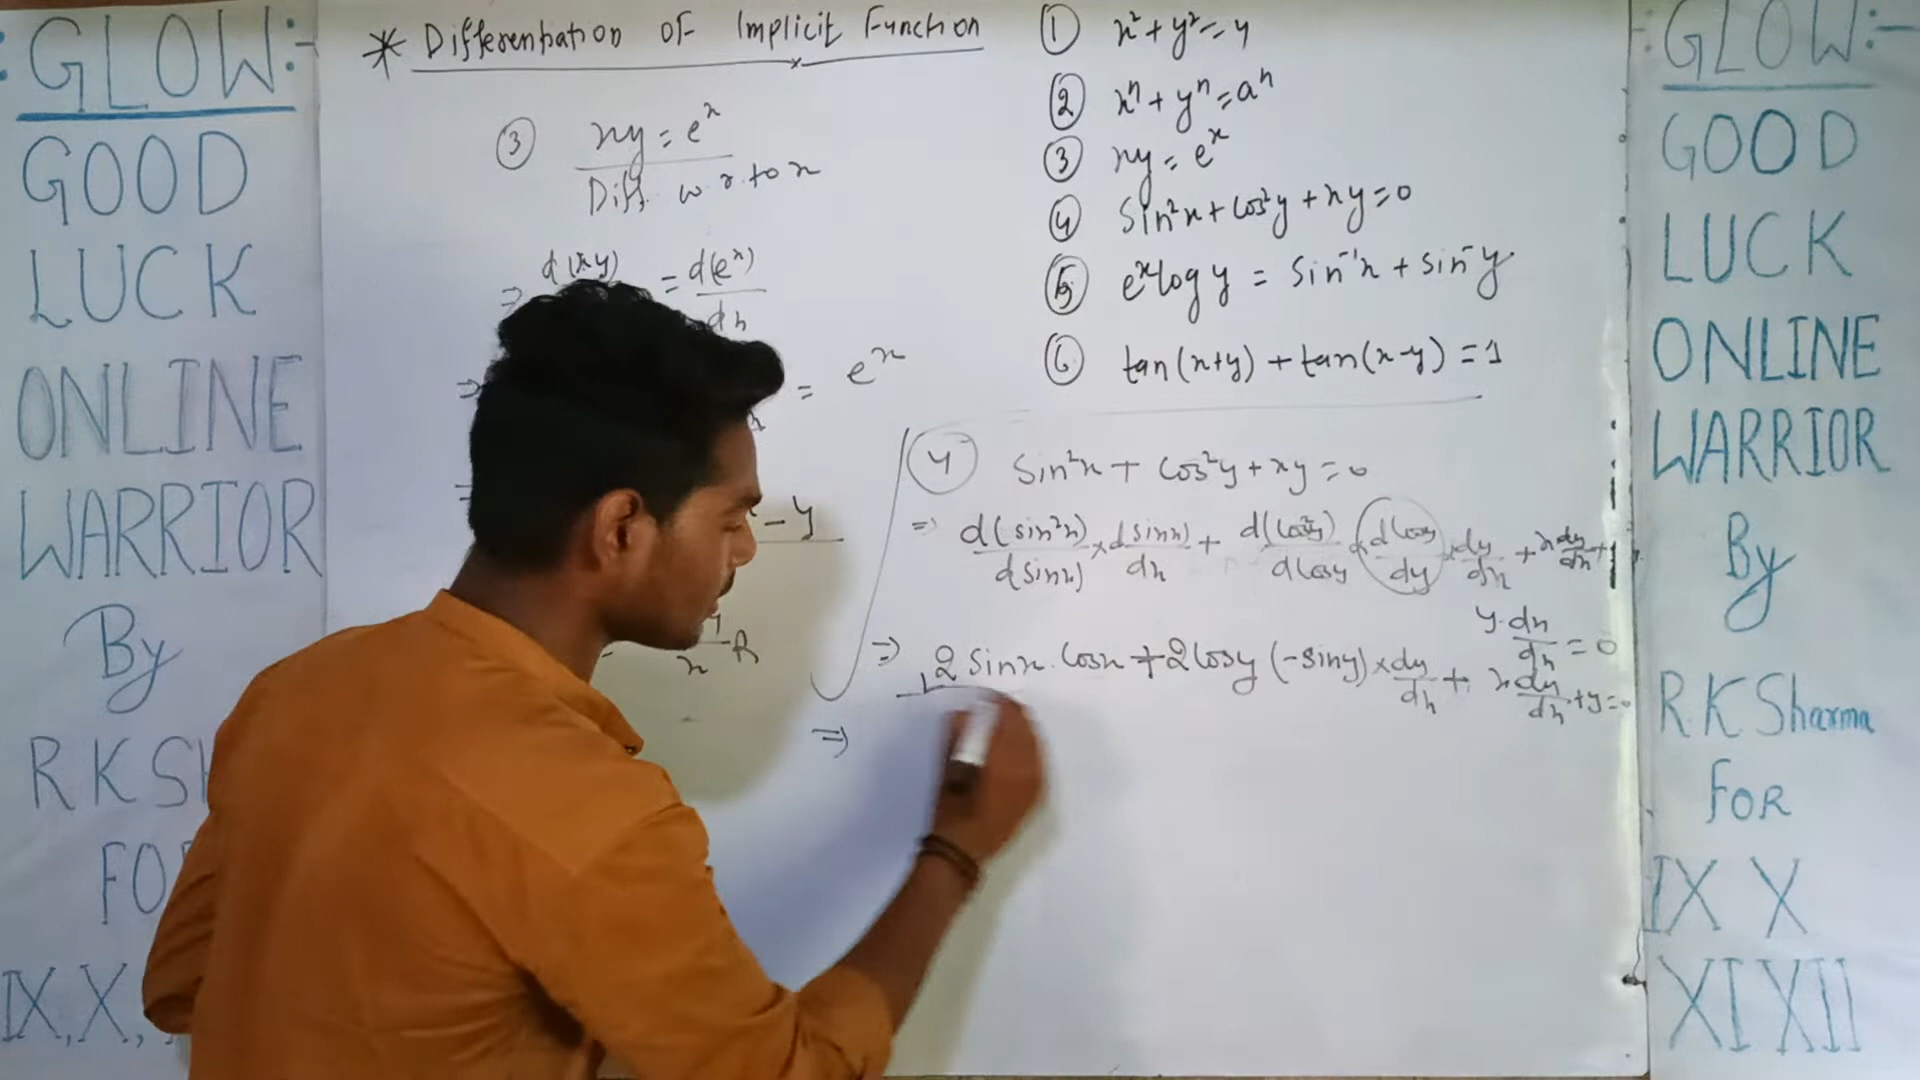 : GLOW :-
GOOD
LUCK
ONLINE
WARRIOR
By
R K S
FO
IX, X,
* Differentiation of Implicit Function
③ xy = e^x
Diff. w r. to x
⇒ d(xy) = d(e^x)
dx
⇒ = e^x
- y
x
① x² + y² = 4
② x^n + y^n = a^n
③ xy = e^x
④ Sin²x + Cos²y + xy = 0
⑤ e^x log y = Sin⁻¹x + Sin⁻y
⑥ tan(x+y) + tan(x-y) = 1
④ Sin²x + Cos²y + xy = 0
⇒ d(sin²x)/d(sinx) × d(sinx)/dx + d(cos²y)/dcosy × dcosy/dy × dy/dx + x dy/dx +
y. dx/dx = 0
⇒ 2 Sinx. Cosx + 2 Cosy (-siny) × dy/dx + x dy/dx + y = 0
⇒
: GLOW :-
GOOD
LUCK
ONLINE
WARRIOR
By
R K Sharma
FOR
IX X
XI XII